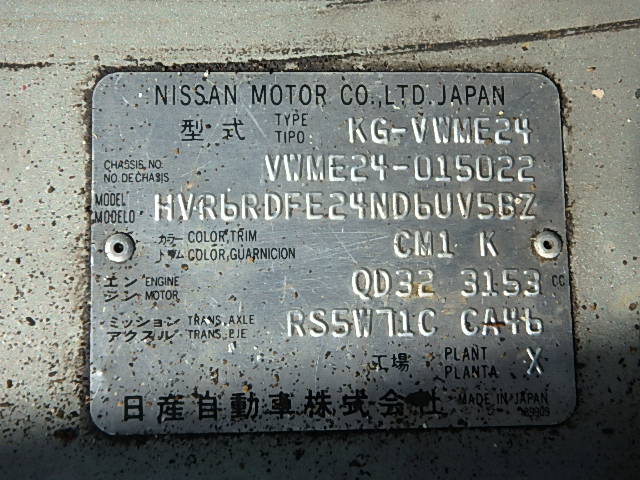 NISSAN MOTOR CO.,LTD.JAPAN
型式 TYPE TIPO KG-VWME24
CHASSIS NO. NO.DE CHASIS VWME24-015022
MODEL MODELO HVR6RDFE24ND6UV5BZ
カラー トリム COLOR,TRIM COLOR,GUARNICION CM1 K
エンジン ENGINE MOTOR QD32 3153 CC
ミッション アクスル TRANS.,AXLE TRANS.,EJE RS5W71C CA46
工場 PLANT PLANTA X
日産自動車株式会社 MADE IN JAPAN